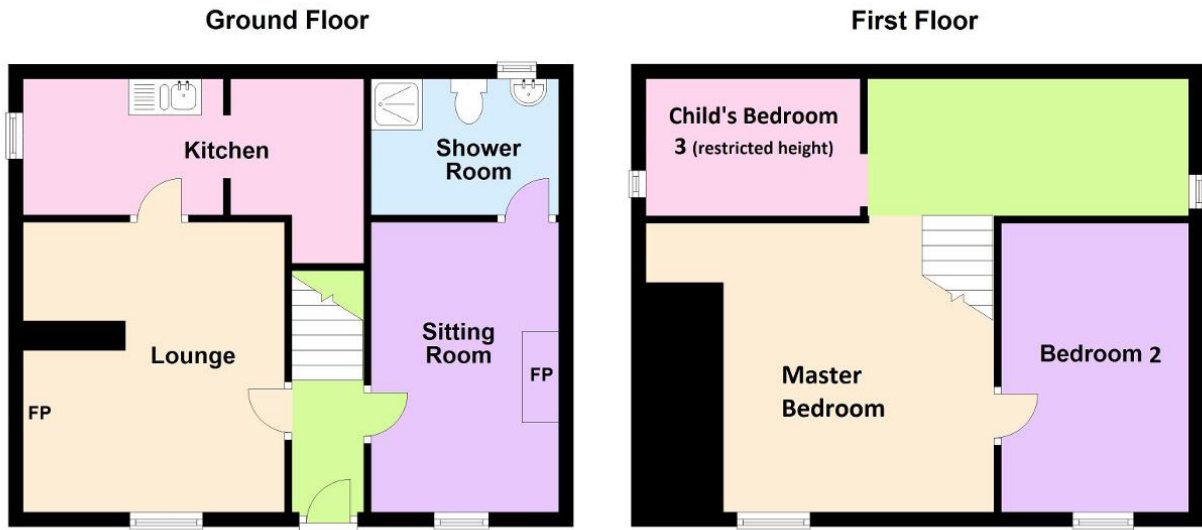 Ground Floor
Kitchen
Shower
Room
Lounge
FP
Sitting
Room
FP
First Floor
Child's Bedroom
3 (restricted height)
Master
Bedroom
Bedroom 2